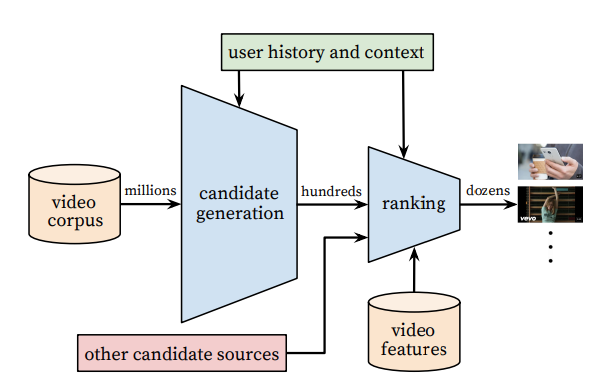 user history and context
video
corpus
millions
candidate
generation
hundreds
ranking
dozens
vevo
other candidate sources
video
features